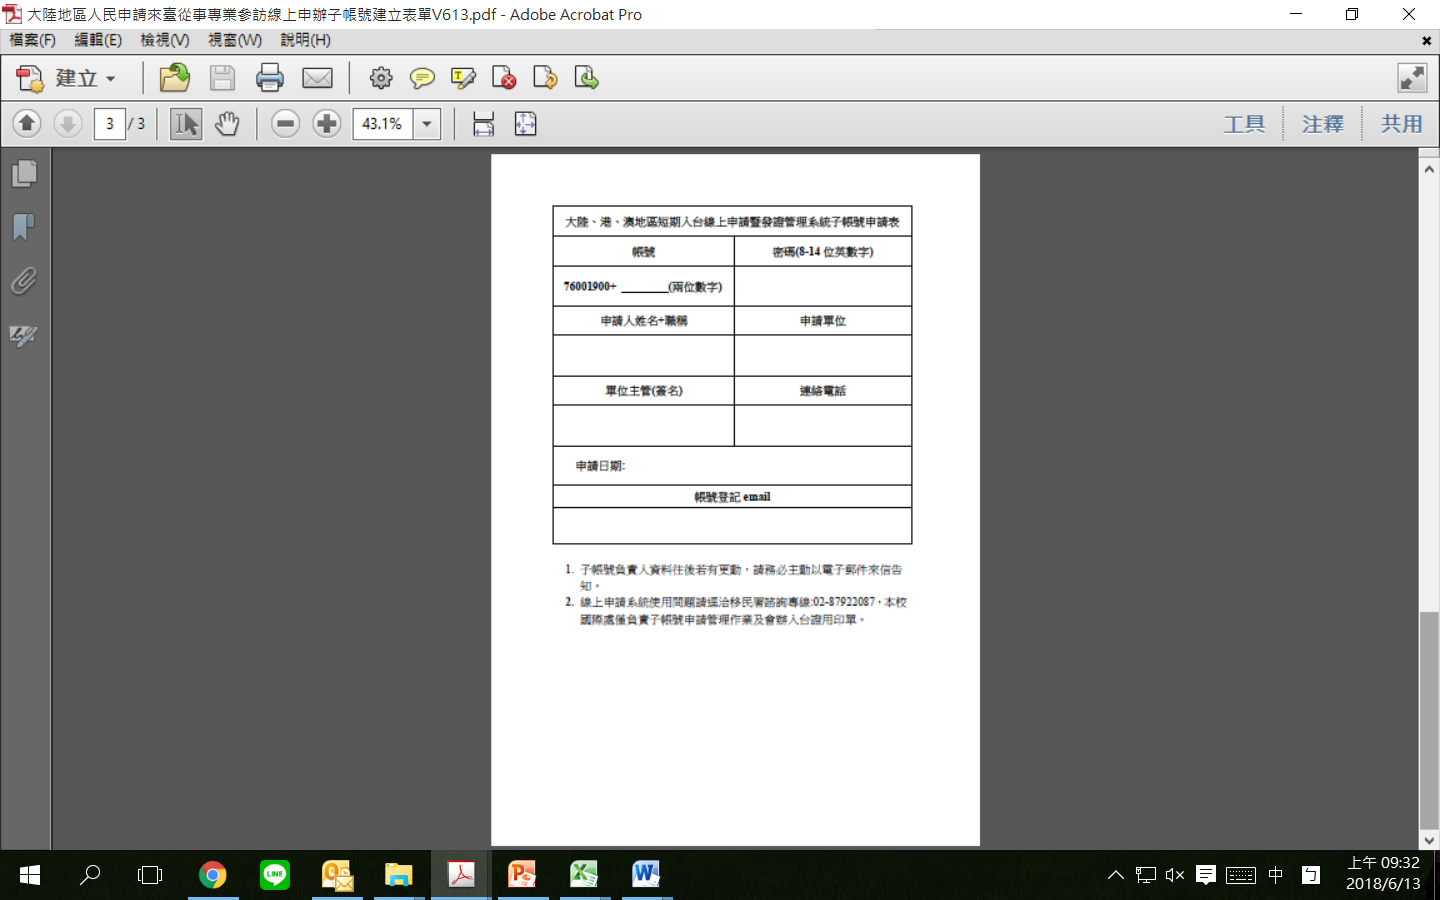 大陸地區人民申請來臺從事專業參訪線上申辦子帳號建立表單V613.pdf - Adobe Acrobat Pro
檔案(F) 編輯(E) 檢視(V) 視窗(W) 說明(H)
建立
3 / 3 43.1% 工具 注釋 共用
大陸、港、澳地區短期入台線上申請暨發證管理系統子帳號申請表
帳號 密碼(8-14 位英數字)
76001900+ ________(兩位數字)
申請人姓名+職稱 申請單位
單位主管(簽名) 連絡電話
申請日期:
帳號登記 email
1. 子帳號負責人資料往後若有更動，請務必主動以電子郵件來信告
知。
2. 線上申請系統使用問題請逕洽移民署諮詢專線:02-87922087，本校
國際處僅負責子帳號申請管理作業及會辦入台證用印單。
LINE 中 ㄅ 上午 09:32
2018/6/13